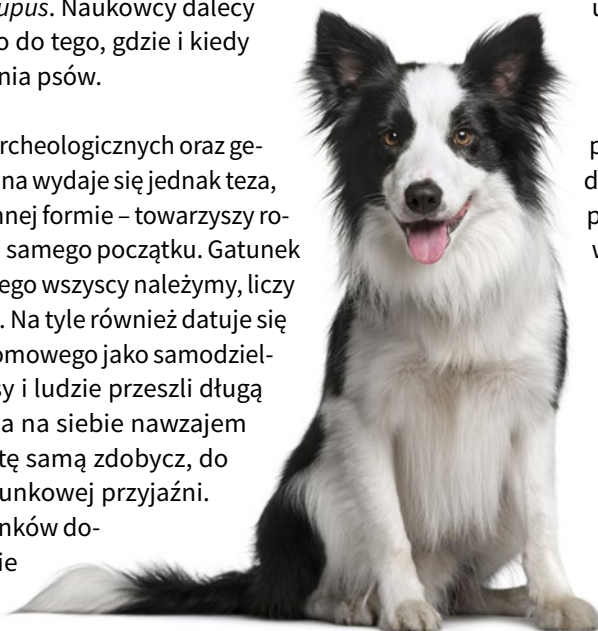 upus. Naukowcy dalecy
o do tego, gdzie i kiedy
nia psów.
rcheologicznych oraz ge-
na wydaje się jednak teza,
nnej formie – towarzyszy ro-
samego początku. Gatunek
ego wszyscy należymy, liczy
. Na tyle również datuje się
omowego jako samodziel-
sy i ludzie przeszli długą
a na siebie nawzajem
tę samą zdobycz, do
unkowej przyjaźni.
nków do-
ie
u
p
d
p
w